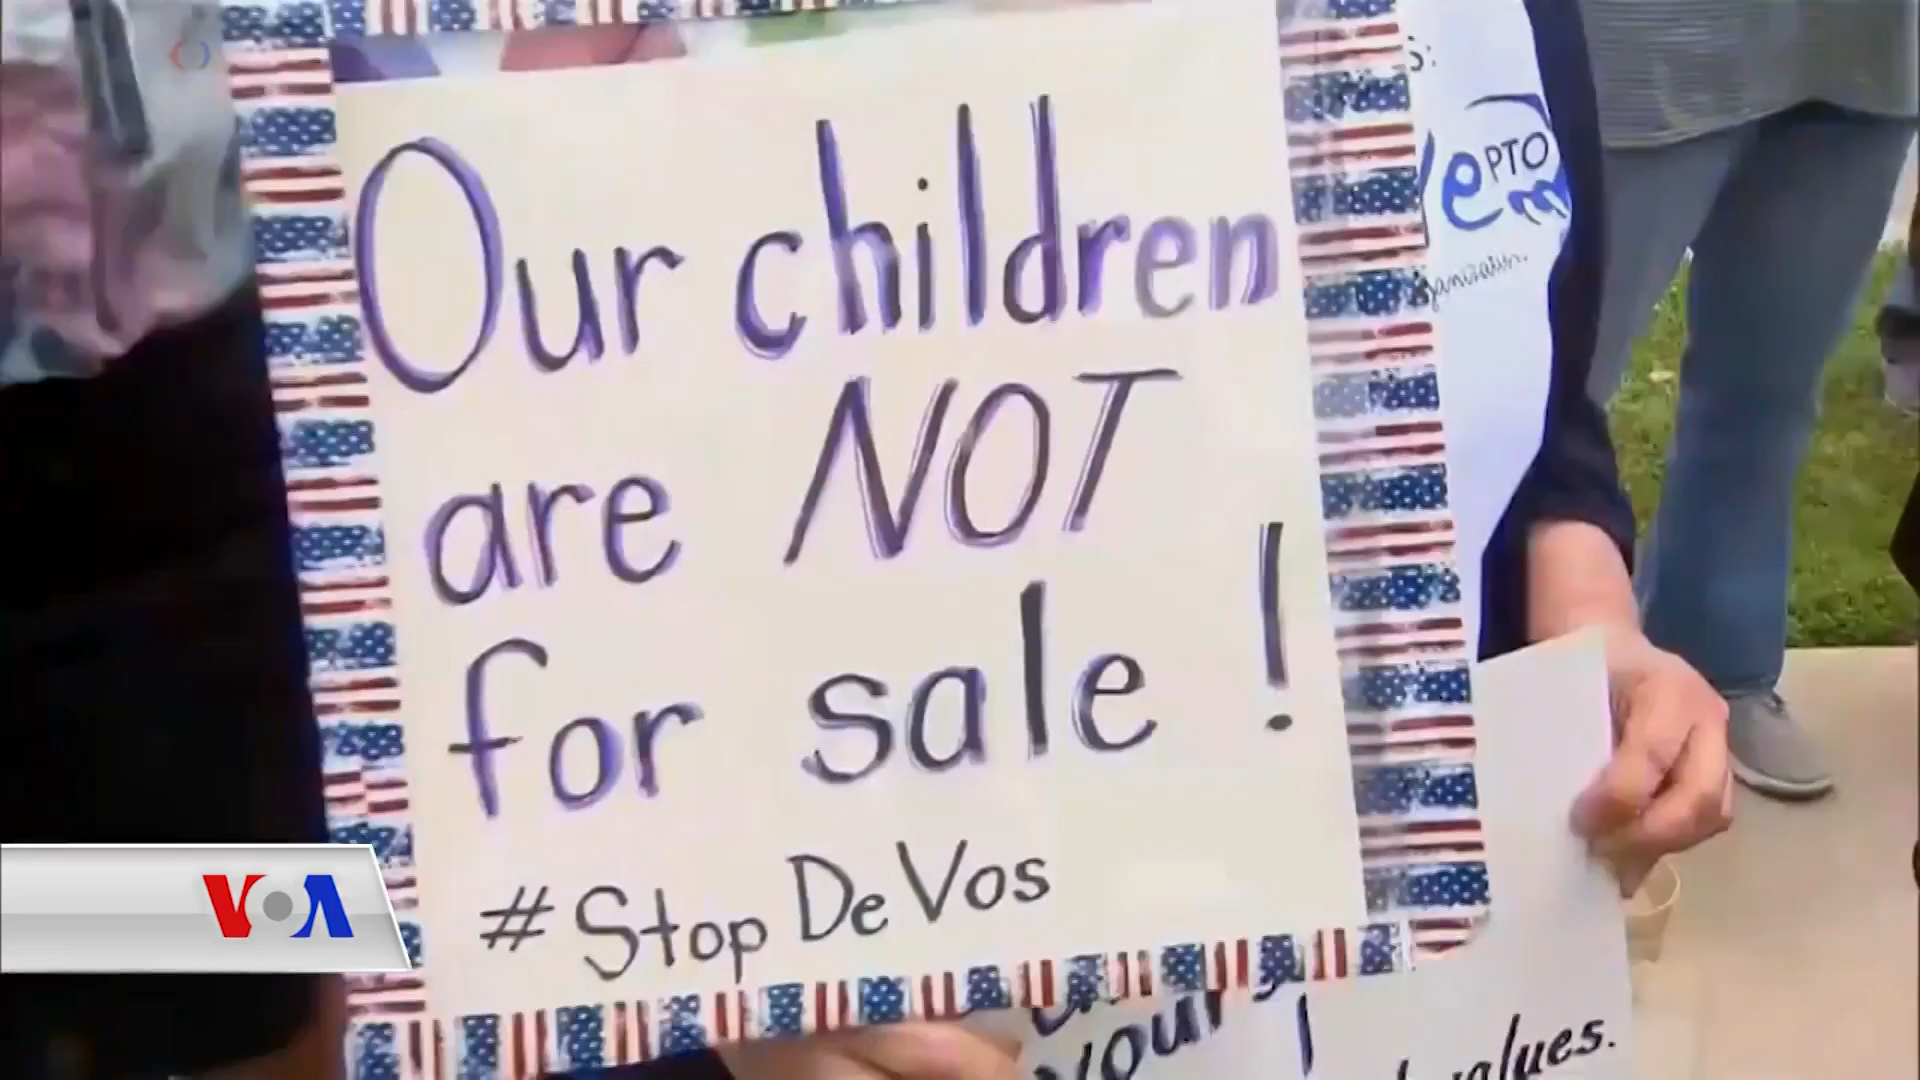 Our children
are NOT
for sale !
#Stop DeVos
PTO
VOA
your
values.